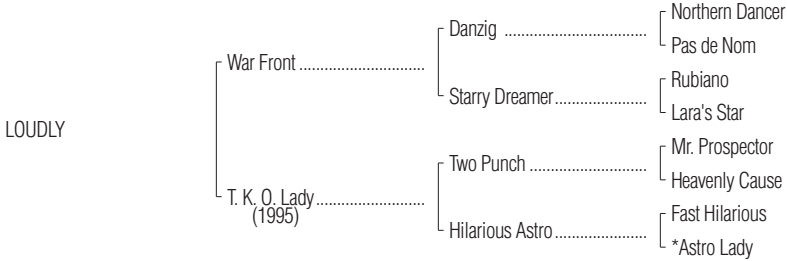 Northern Dancer
Danzig ................................
Pas de Nom
War Front ............................
Rubiano
Starry Dreamer.....................
Lara's Star
LOUDLY
Mr. Prospector
Two Punch ..........................
Heavenly Cause
T. K. O. Lady........................
(1995)
Fast Hilarious
Hilarious Astro.....................
*Astro Lady